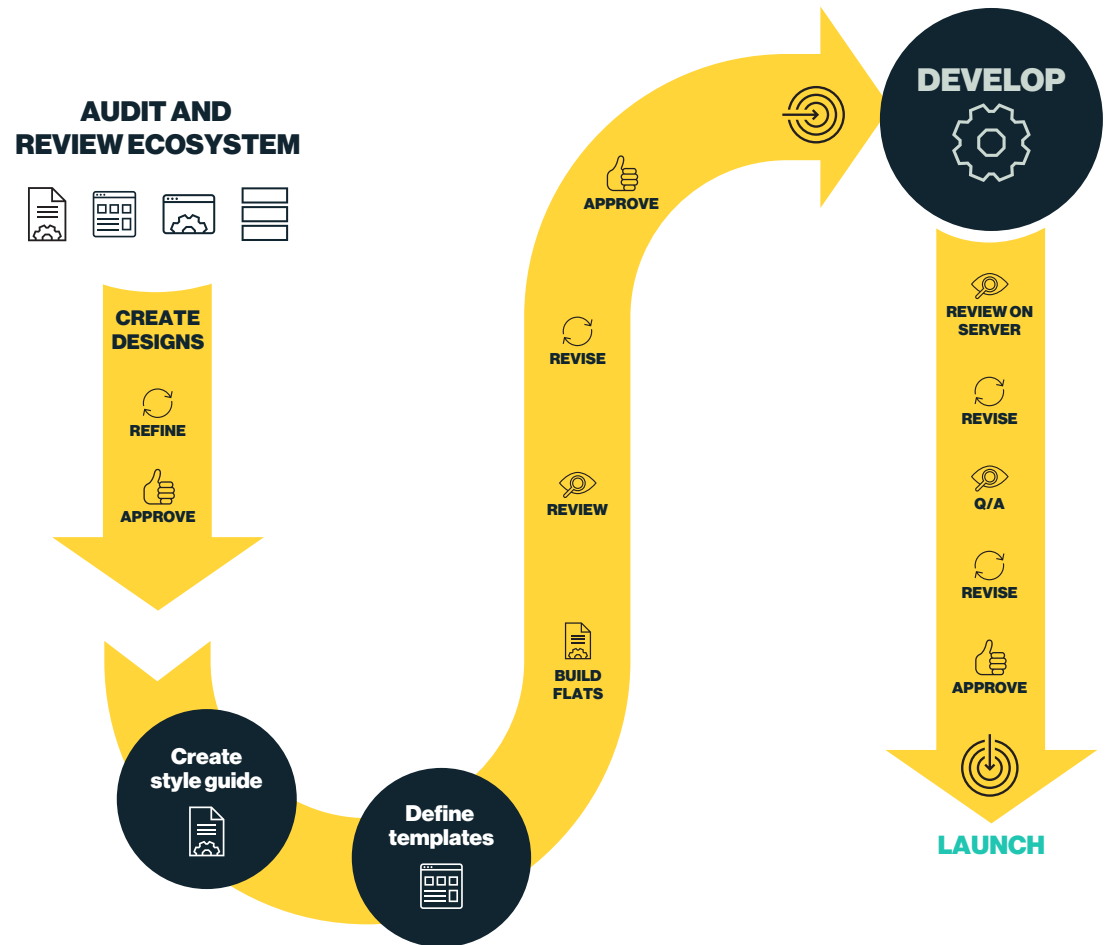 AUDIT AND
REVIEW ECOSYSTEM
CREATE
DESIGNS
REFINE
APPROVE
Create
style guide
Define
templates
BUILD
FLATS
REVIEW
REVISE
APPROVE
DEVELOP
REVIEW ON
SERVER
REVISE
Q/A
REVISE
APPROVE
LAUNCH